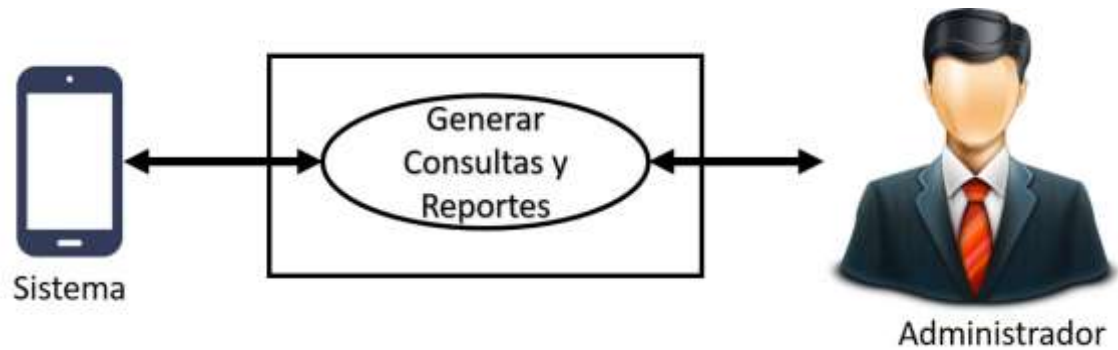 Generar
Consultas y
Reportes
Sistema
Administrador